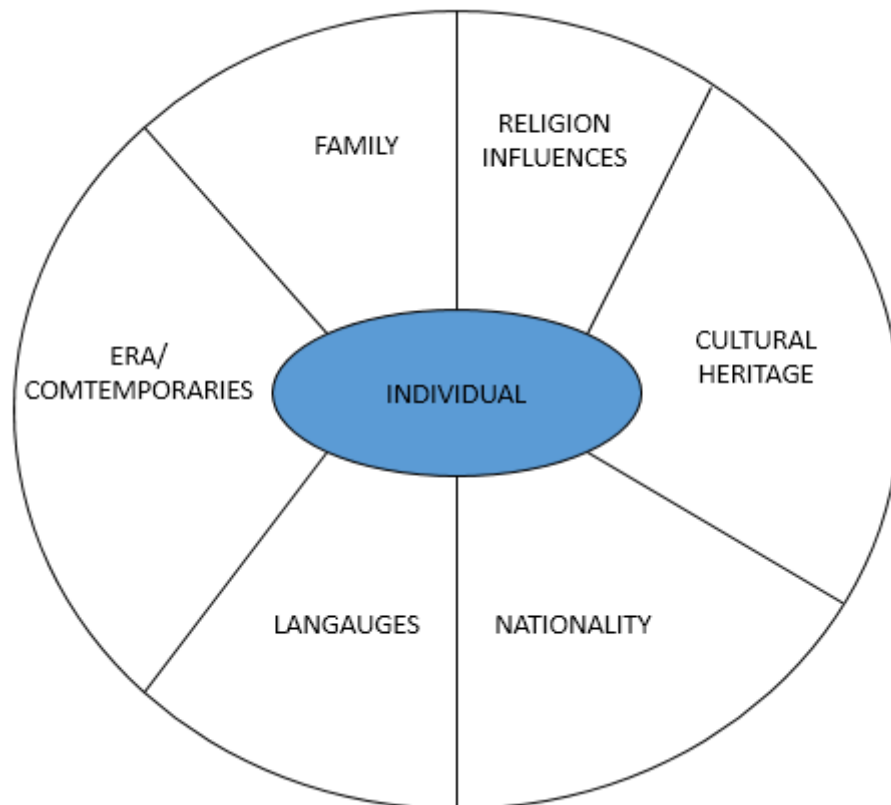 FAMILY
RELIGION
INFLUENCES
ERA/
COMTEMPORARIES
INDIVIDUAL
CULTURAL
HERITAGE
LANGAUGES
NATIONALITY